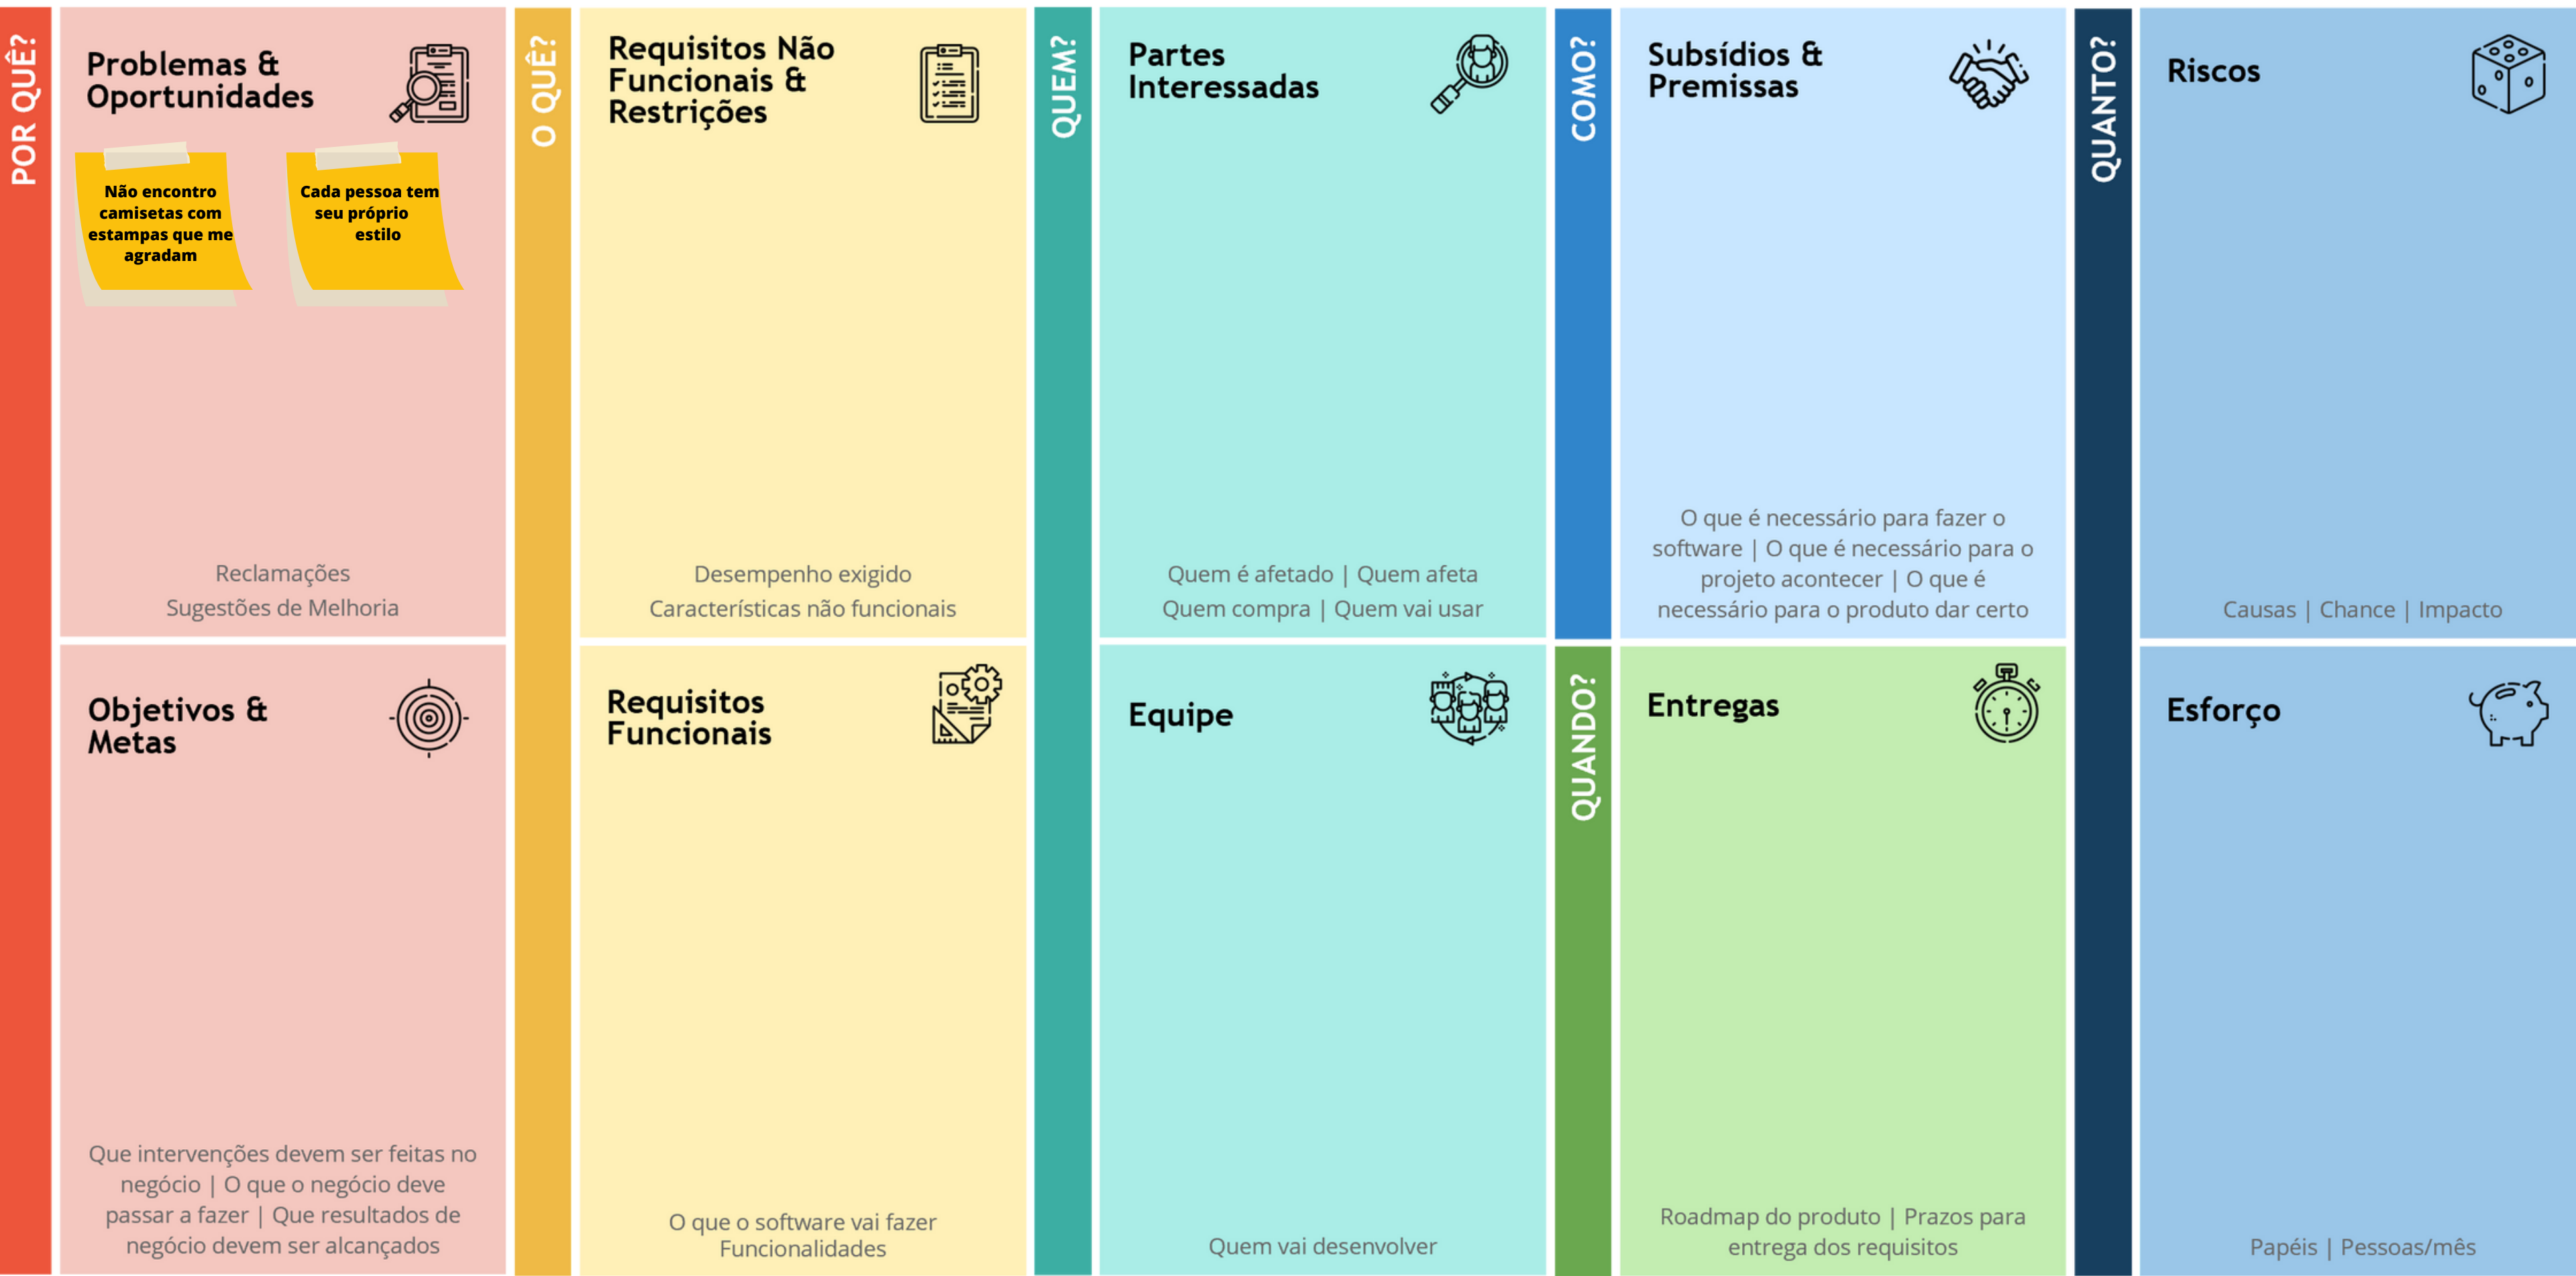 POR QUÊ?
Problemas &
Oportunidades
Não encontro
camisetas com
estampas que me
agradam
Cada pessoa tem
seu próprio
estilo
Reclamações
Sugestões de Melhoria
Objetivos &
Metas
Que intervenções devem ser feitas no
negócio | O que o negócio deve
passar a fazer | Que resultados de
negócio devem ser alcançados
O QUÊ?
Requisitos Não
Funcionais &
Restrições
Desempenho exigido
Características não funcionais
Requisitos
Funcionais
O que o software vai fazer
Funcionalidades
QUEM?
Partes
Interessadas
Quem é afetado | Quem afeta
Quem compra | Quem vai usar
Equipe
Quem vai desenvolver
COMO?
Subsídios &
Premissas
O que é necessário para fazer o
software | O que é necessário para o
projeto acontecer | O que é
necessário para o produto dar certo
QUANDO?
Entregas
Roadmap do produto | Prazos para
entrega dos requisitos
QUANTO?
Riscos
Causas | Chance | Impacto
Esforço
Papéis | Pessoas/mês